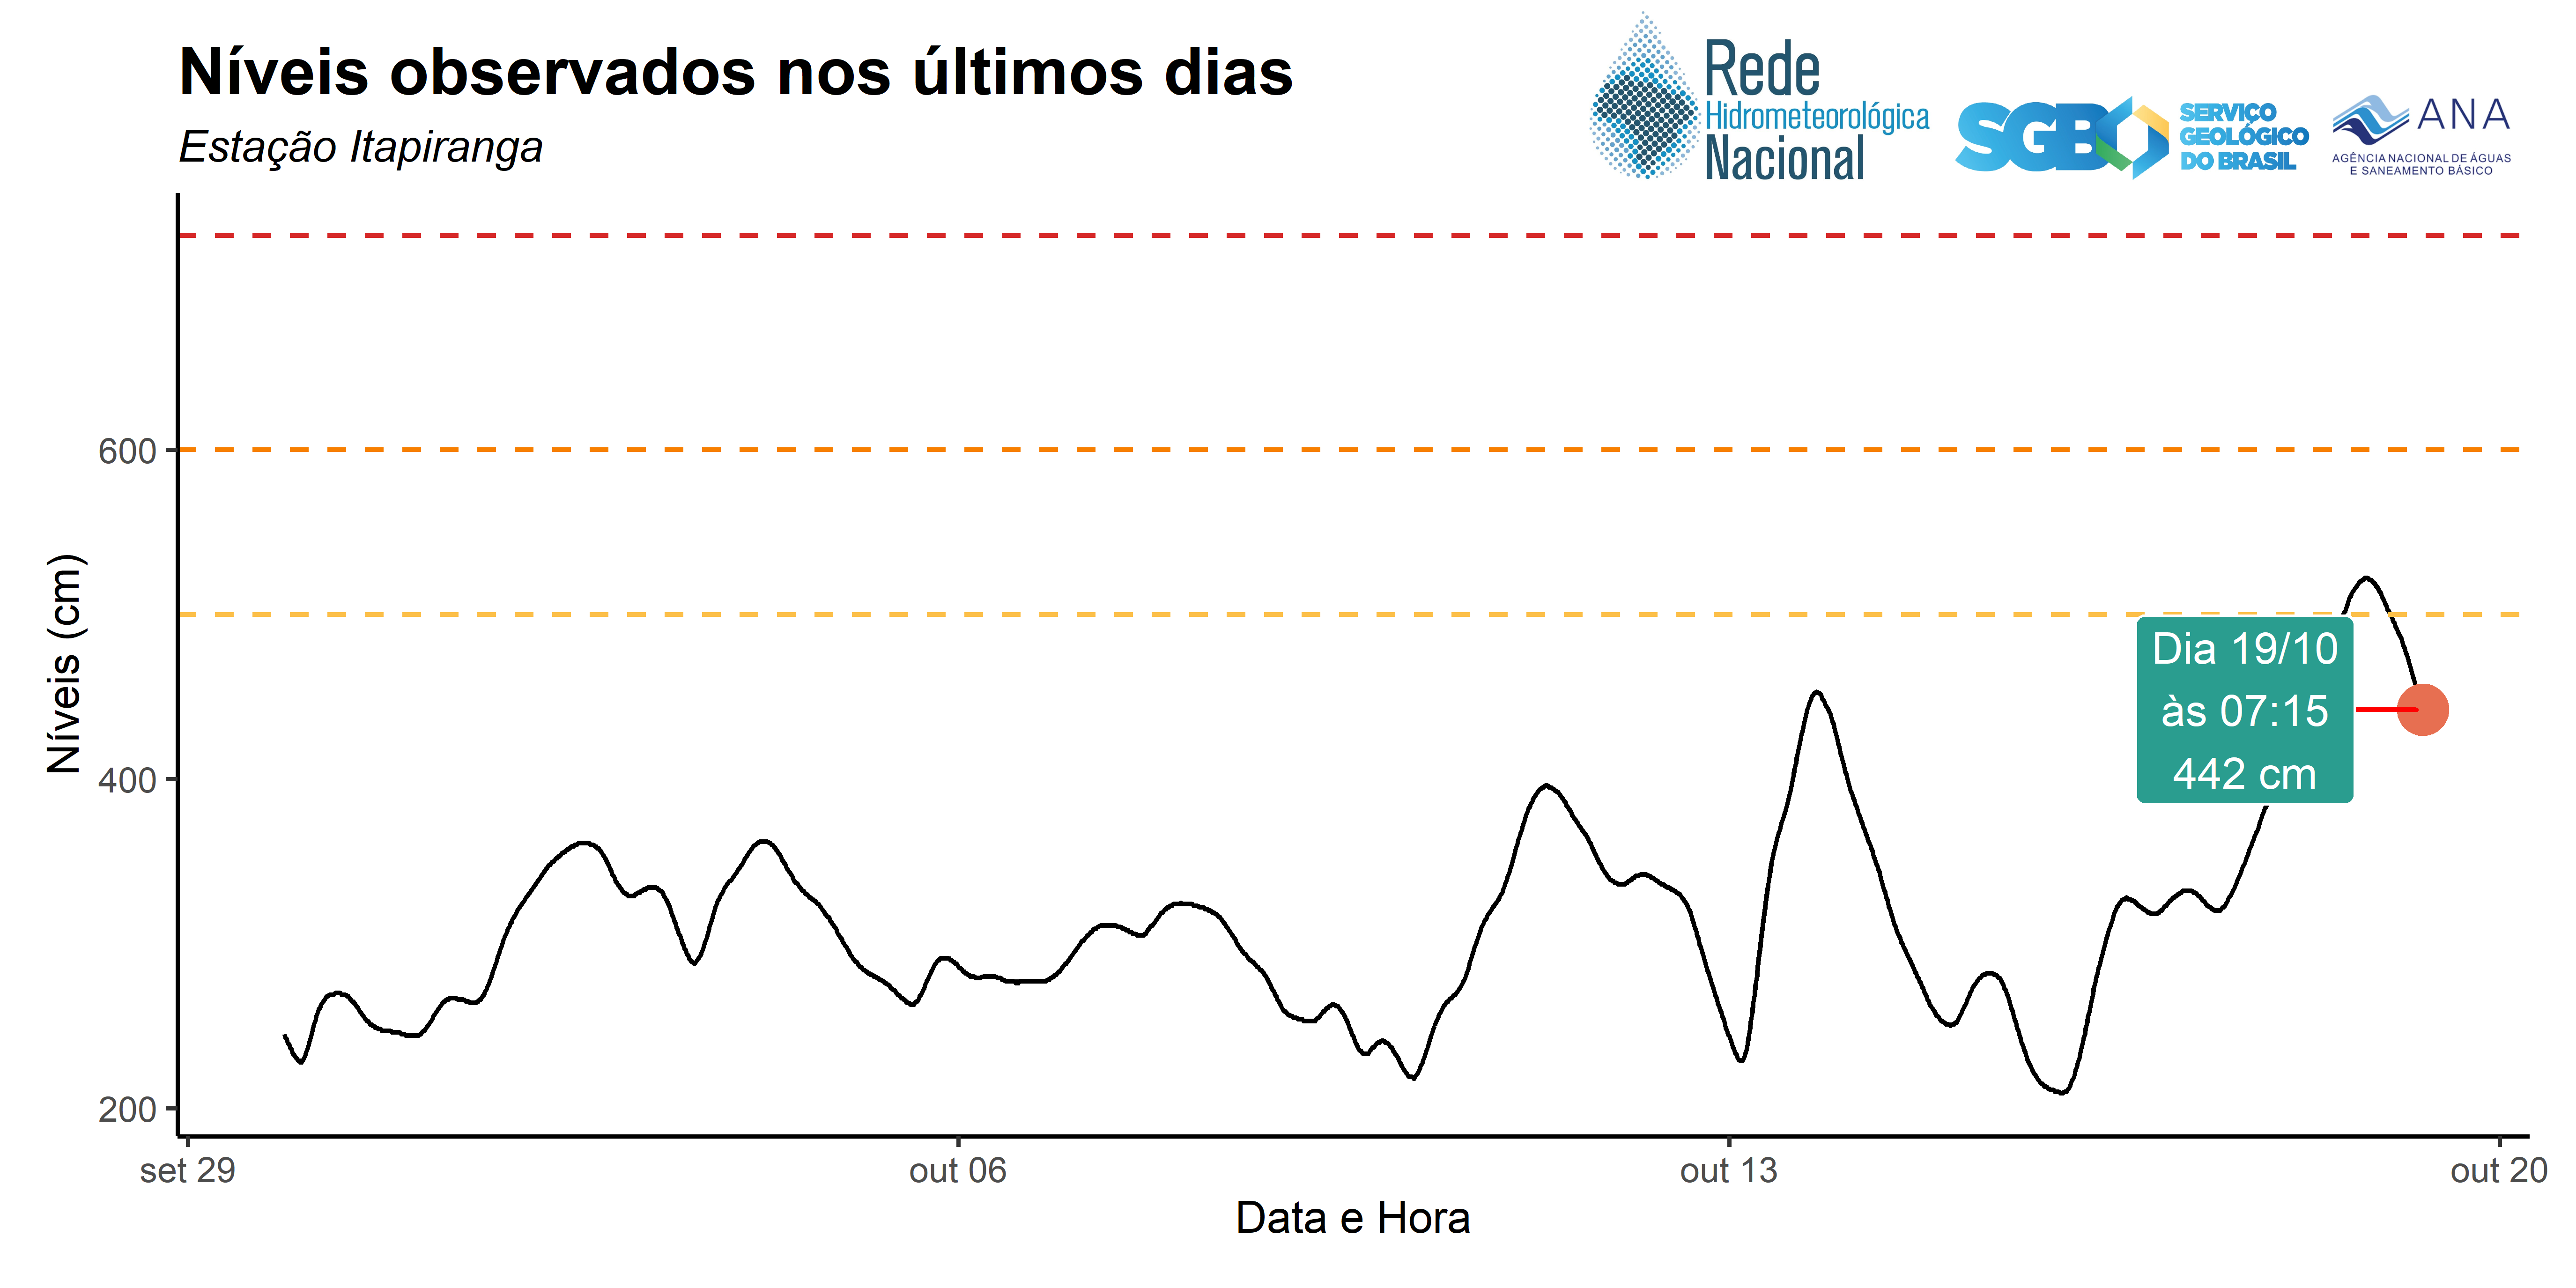 Níveis observados nos últimos dias
Estação Itapiranga
Rede
Hidrometeorológica
Nacional
SGB
SERVIÇO
GEOLÓGICO
DO BRASIL
ANA
AGÊNCIA NACIONAL DE ÁGUAS
E SANEAMENTO BÁSICO
Níveis (cm)
600
400
200
Dia 19/10
às 07:15
442 cm
set 29
out 06
out 13
out 20
Data e Hora